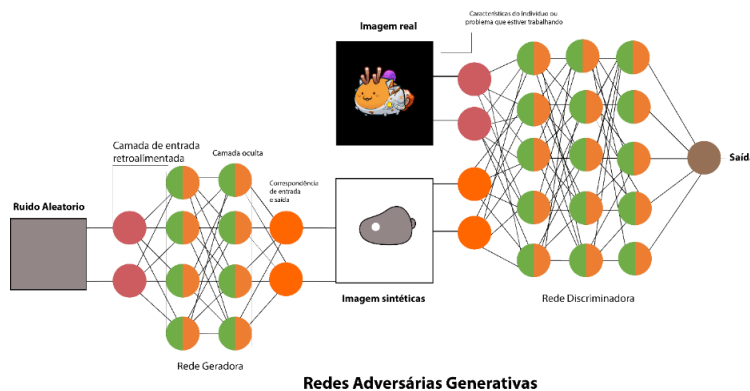 Imagem real
Características do indivíduo ou
problema que estiver trabalhando
Camada de entrada
retroalimentada
Camada oculta
Correspondência
de entrada
e saída
Ruido Aleatorio
Saíd
Imagem sintéticas
Rede Discriminadora
Rede Geradora
Redes Adversárias Generativas